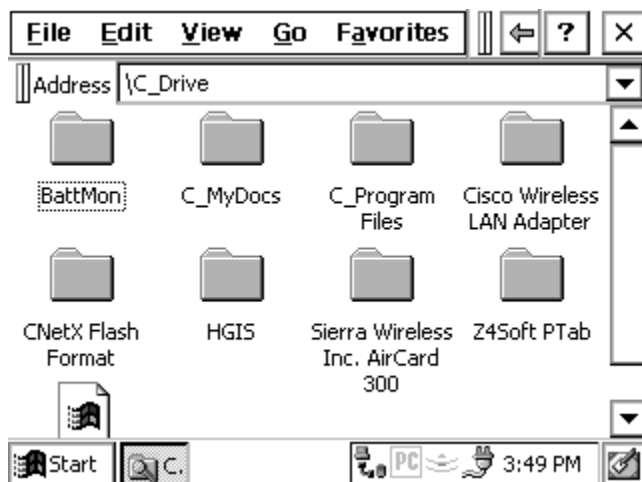 File Edit View Go Favorites ?
Address \C_Drive
BattMon C_MyDocs C_Program Files Cisco Wireless LAN Adapter
CNetX Flash Format HGIS Sierra Wireless Inc. AirCard 300 Z4Soft PTab
Start C. PC 3:49 PM